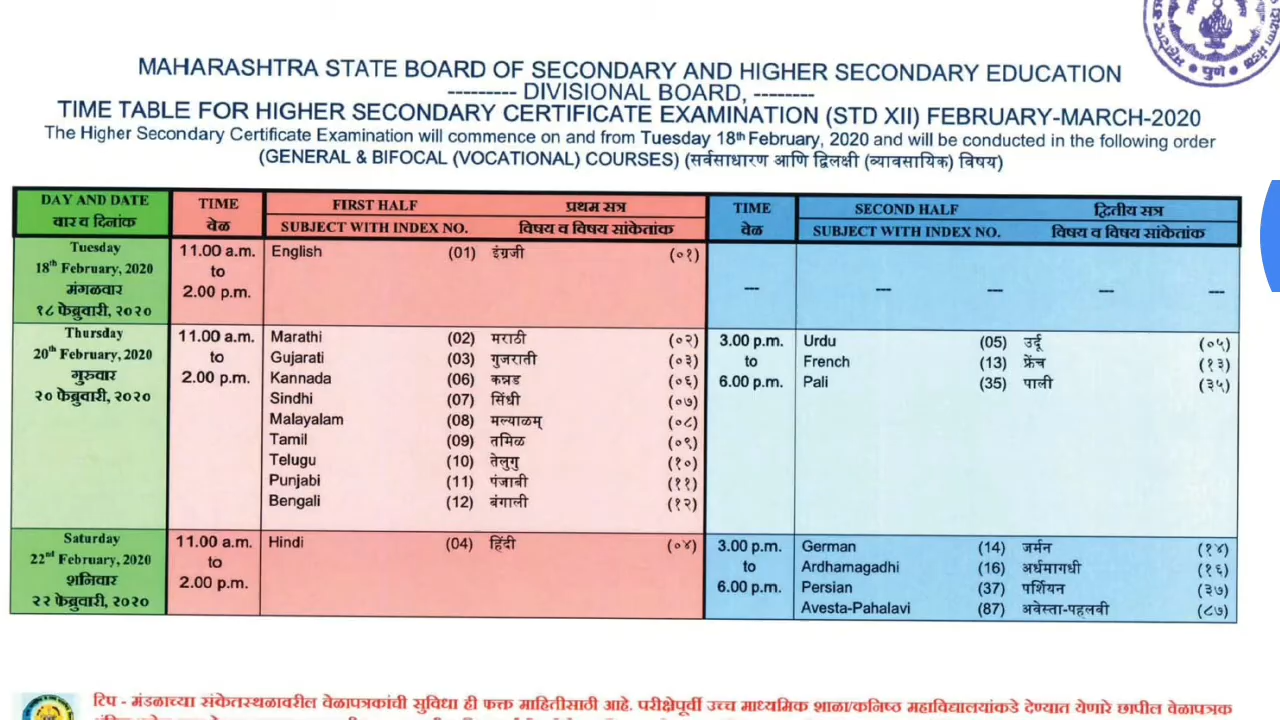 MAHARASHTRA STATE BOARD OF SECONDARY AND HIGHER SECONDARY EDUCATION
--------- DIVISIONAL BOARD, --------
TIME TABLE FOR HIGHER SECONDARY CERTIFICATE EXAMINATION (STD XII) FEBRUARY-MARCH-2020
The Higher Secondary Certificate Examination will commence on and from Tuesday 18th February, 2020 and will be conducted in the following order
(GENERAL & BIFOCAL (VOCATIONAL) COURSES) (सर्वसाधारण आणि द्विलक्षी (व्यावसायिक) विषय)
DAY AND DATE TIME FIRST HALF प्रथम सत्र TIME SECOND HALF द्वितीय सत्र
वार व दिनांक वेळ SUBJECT WITH INDEX NO. विषय व विषय सांकेतांक वेळ SUBJECT WITH INDEX NO. विषय व विषय सांकेतांक
Tuesday 11.00 a.m. English (01) इंग्रजी (०१)
18th February, 2020 to
मंगळवार 2.00 p.m. --- --- --- --- ---
१८ फेब्रुवारी, २०२०
Thursday 11.00 a.m. Marathi (02) मराठी (०२) 3.00 p.m. Urdu (05) उर्दू (०५)
20th February, 2020 to Gujarati (03) गुजराती (०३) to French (13) फ्रेंच (१३)
गुरुवार 2.00 p.m. Kannada (06) कन्नड (०६) 6.00 p.m. Pali (35) पाली (३५)
२० फेब्रुवारी, २०२० Sindhi (07) सिंधी (०७)
Malayalam (08) मल्याळम् (०८)
Tamil (09) तमिळ (०९)
Telugu (10) तेलुगु (१०)
Punjabi (11) पंजाबी (११)
Bengali (12) बंगाली (१२)
Saturday 11.00 a.m. Hindi (04) हिंदी (०४) 3.00 p.m. German (14) जर्मन (१४)
22nd February, 2020 to to Ardhamagadhi (16) अर्धमागधी (१६)
शनिवार 2.00 p.m. 6.00 p.m. Persian (37) पर्शियन (३७)
२२ फेब्रुवारी, २०२० Avesta-Pahalavi (87) अवेस्ता-पहलवी (८७)
टिप - मंडळाच्या संकेतस्थळावरील वेळापत्रकांची सुविधा ही फक्त माहितीसाठी आहे. परीक्षेपूर्वी उच्च माध्यमिक शाळा/कनिष्ठ महाविद्यालयांकडे देण्यात येणारे छापील वेळापत्रक
पुणे